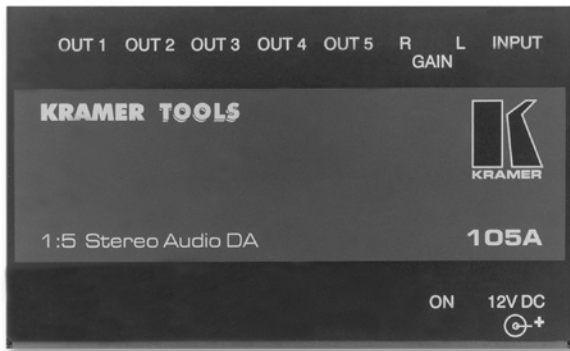 OUT 1 OUT 2 OUT 3 OUT 4 OUT 5 R L INPUT
GAIN
KRAMER TOOLS
KRAMER
1:5 Stereo Audio DA 105A
ON 12V DC
+